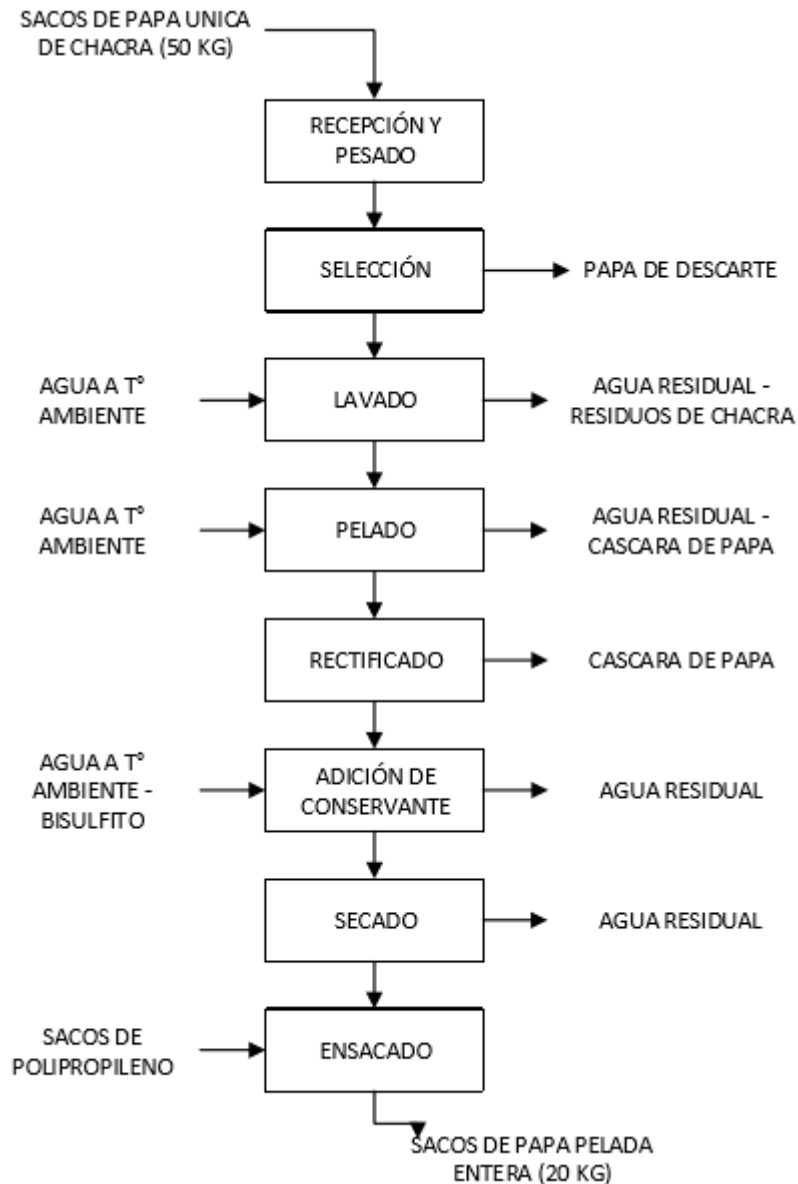 SACOS DE PAPA UNICA
DE CHACRA (50 KG)
RECEPCIÓN Y
PESADO
SELECCIÓN
PAPA DE DESCARTE
AGUA A T°
AMBIENTE
LAVADO
AGUA RESIDUAL -
RESIDUOS DE CHACRA
AGUA A T°
AMBIENTE
PELADO
AGUA RESIDUAL -
CASCARA DE PAPA
RECTIFICADO
CASCARA DE PAPA
AGUA A T°
AMBIENTE -
BISULFITO
ADICIÓN DE
CONSERVANTE
AGUA RESIDUAL
SECADO
AGUA RESIDUAL
SACOS DE
POLIPROPILENO
ENSACADO
SACOS DE PAPA PELADA
ENTERA (20 KG)